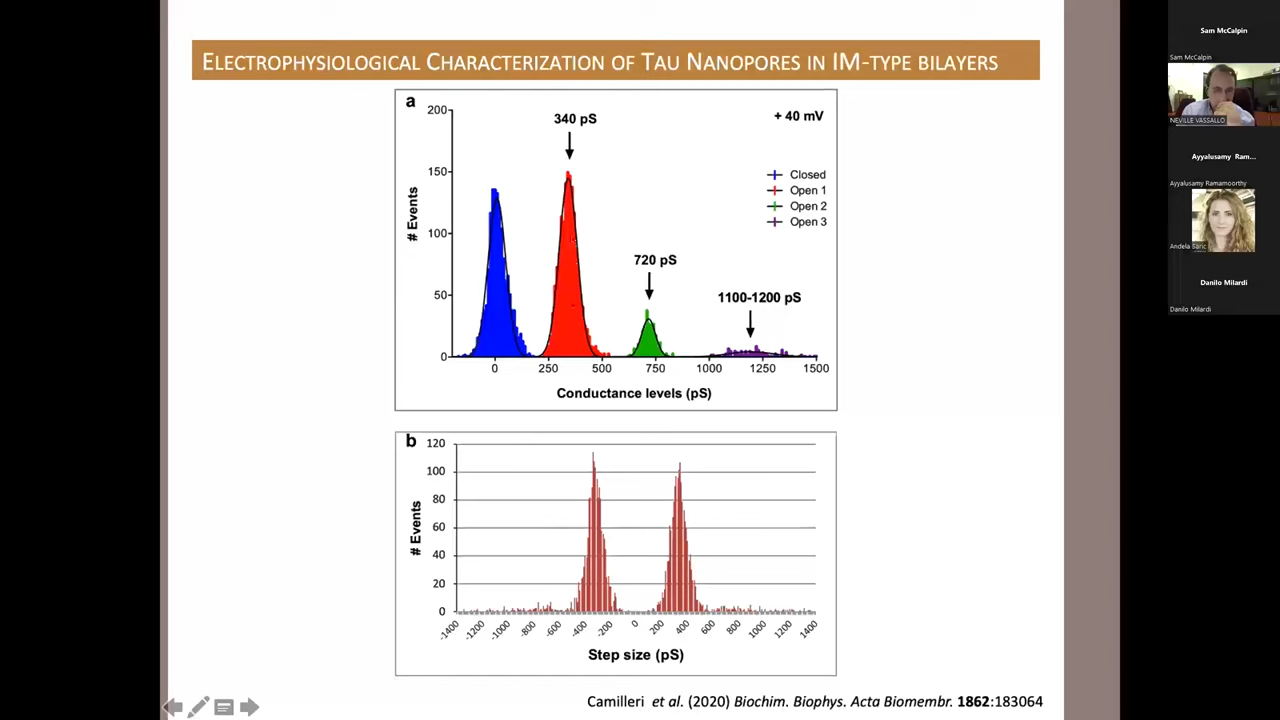 ELECTROPHYSIOLOGICAL CHARACTERIZATION OF TAU NANOPORES IN IM-TYPE BILAYERS
a
200
150
100
50
0
# Events
340 pS
720 pS
1100-1200 pS
+ 40 mV
Closed
Open 1
Open 2
Open 3
0 250 500 750 1000 1250 1500
Conductance levels (pS)
b
120
100
80
60
40
20
0
# Events
-1400 -1200 -1000 -800 -600 -400 -200 0 200 400 600 800 1000 1200 1400
Step size (pS)
Camilleri et al. (2020) Biochim. Biophys. Acta Biomembr. 1862:183064
Sam McCalpin
Sam McCalpin
NEVILLE VASSALLO
Ayyalusamy Ram...
Ayyalusamy Ramamoorthy
Andela Saric
Danilo Milardi
Danilo Milardi